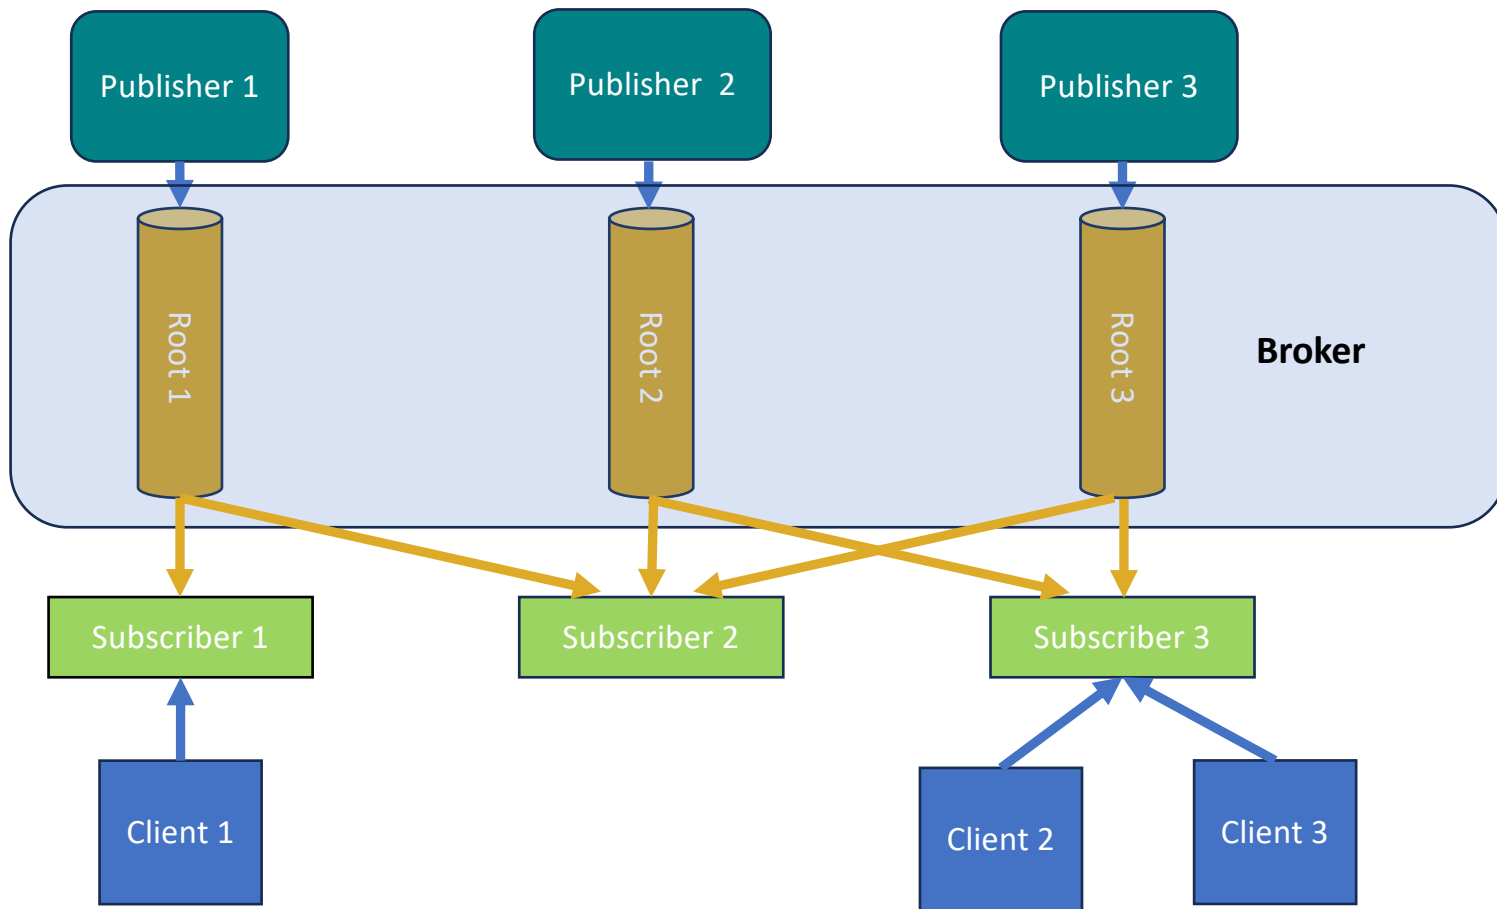 Publisher 1
Publisher  2
Publisher 3
Root 1
Root 2
Root 3
Broker
Subscriber 1
Subscriber 2
Subscriber 3
Client 1
Client 2
Client 3